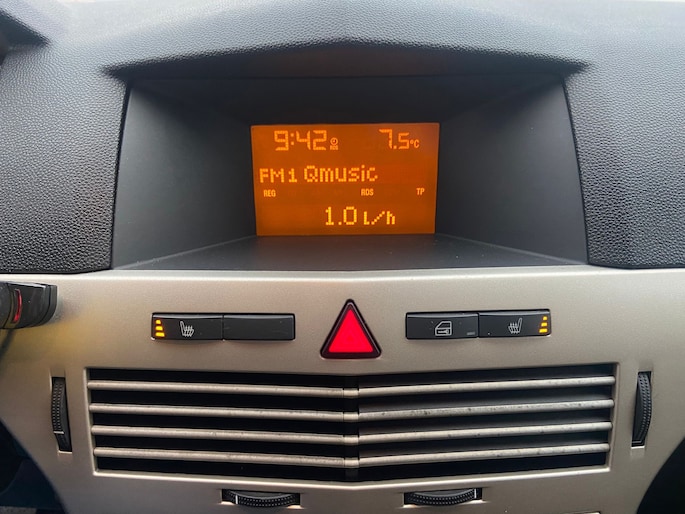 9:42 7.5°C
FM1 Qmusic
REG RDS TP
1.0 l/h